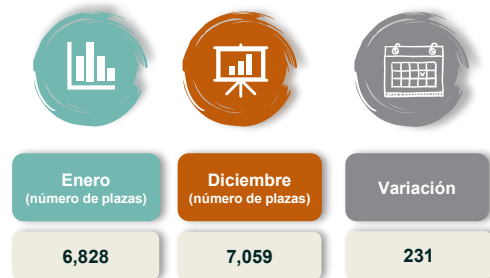 Enero
(número de plazas)
Diciembre
(número de plazas)
Variación
6,828
7,059
231